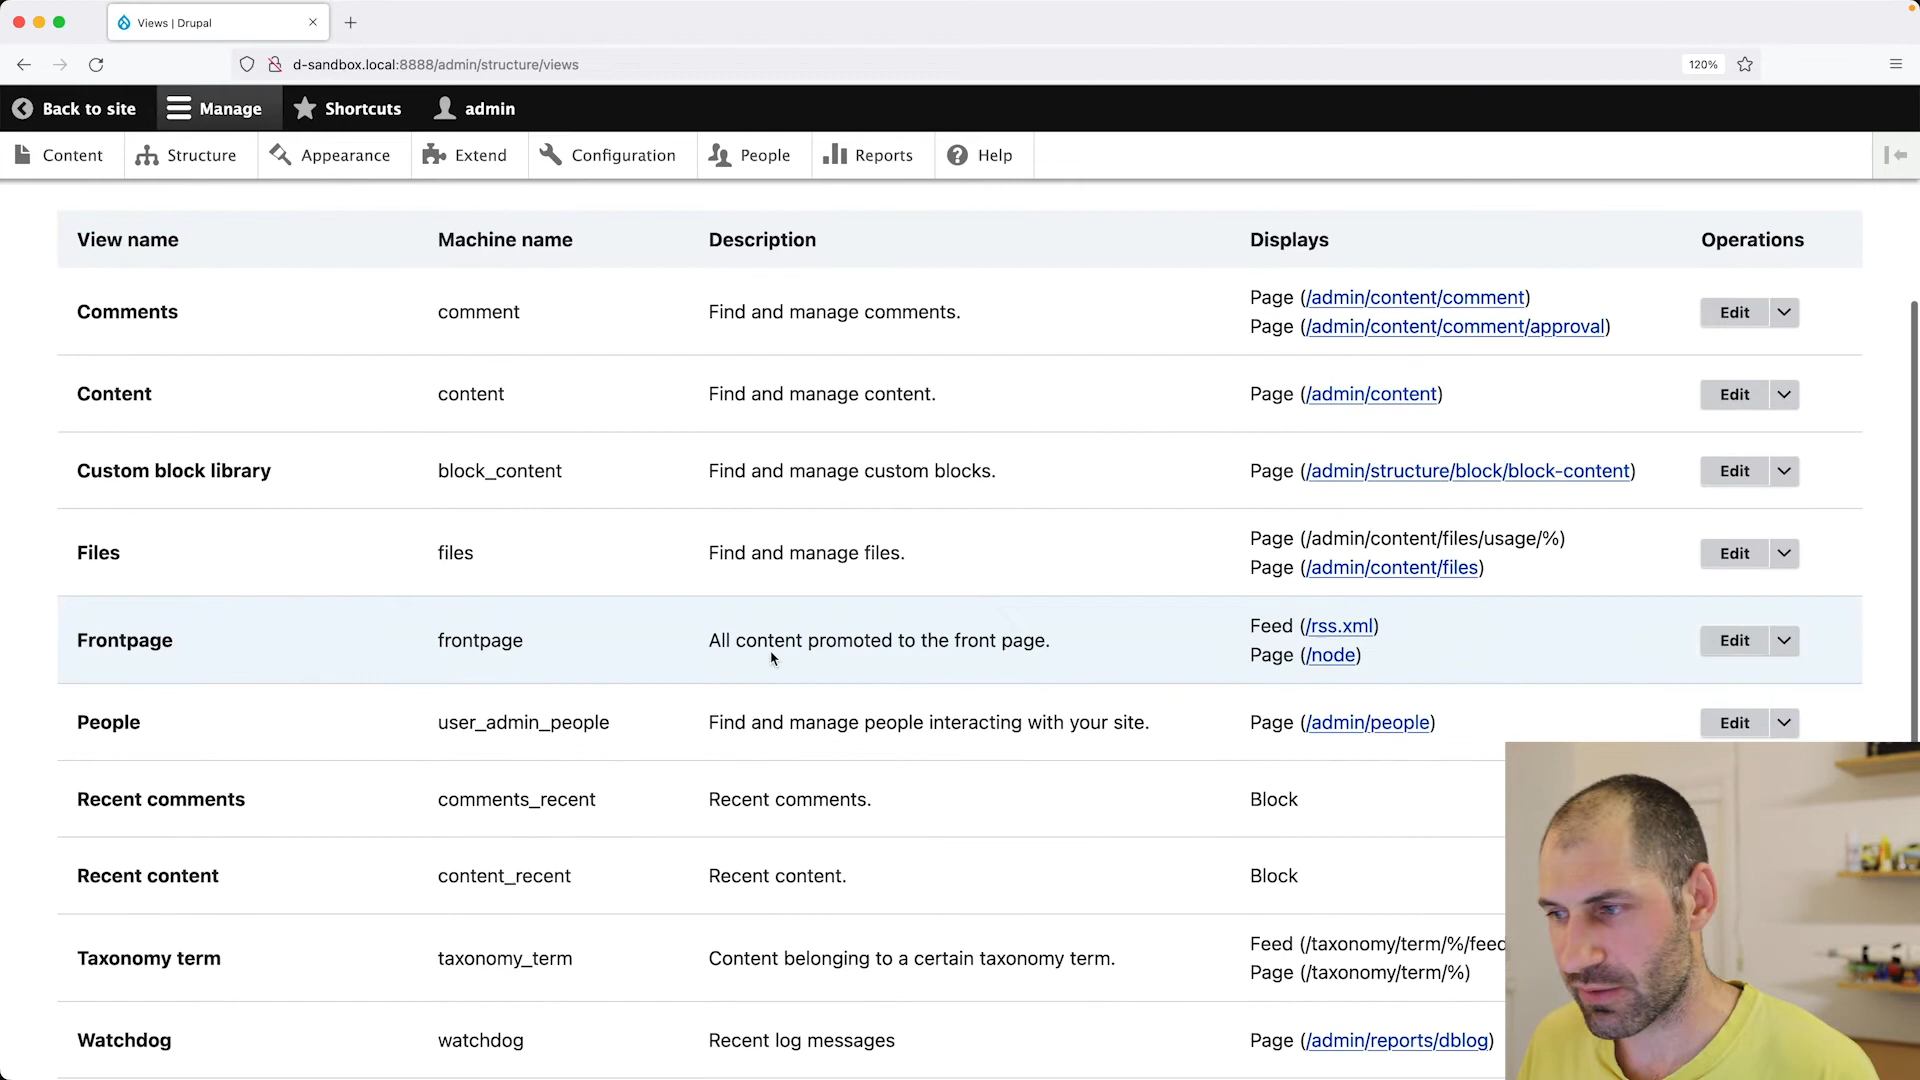 Views | Drupal
d-sandbox.local:8888/admin/structure/views
120%
Back to site
Manage
Shortcuts
admin
Content
Structure
Appearance
Extend
Configuration
People
Reports
Help
View name
Machine name
Description
Displays
Operations
Comments
comment
Find and manage comments.
Page (/admin/content/comment)
Page (/admin/content/comment/approval)
Edit
Content
content
Find and manage content.
Page (/admin/content)
Edit
Custom block library
block_content
Find and manage custom blocks.
Page (/admin/structure/block/block-content)
Edit
Files
files
Find and manage files.
Page (/admin/content/files/usage/%)
Page (/admin/content/files)
Edit
Frontpage
frontpage
All content promoted to the front page.
Feed (/rss.xml)
Page (/node)
Edit
People
user_admin_people
Find and manage people interacting with your site.
Page (/admin/people)
Edit
Recent comments
comments_recent
Recent comments.
Block
Recent content
content_recent
Recent content.
Block
Taxonomy term
taxonomy_term
Content belonging to a certain taxonomy term.
Feed (/taxonomy/term/%/feed
Page (/taxonomy/term/%)
Watchdog
watchdog
Recent log messages
Page (/admin/reports/dblog)